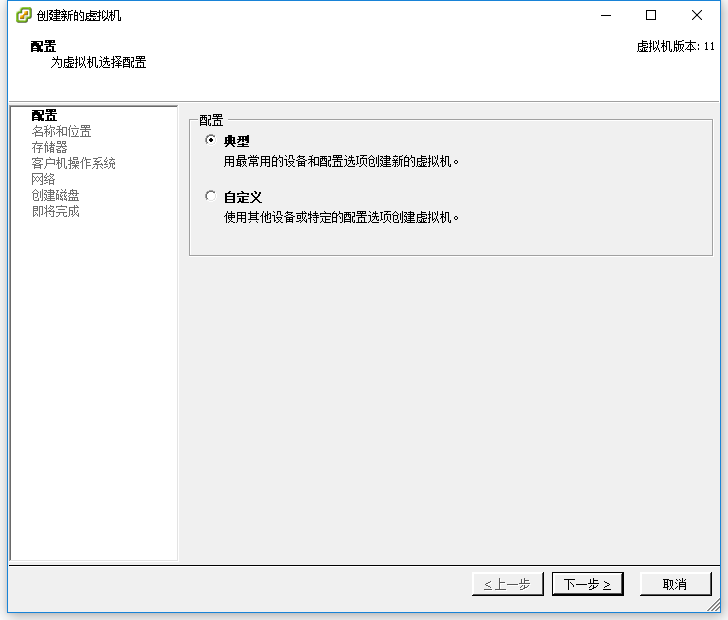 创建新的虚拟机
配置
虚拟机版本: 11
为虚拟机选择配置
配置
名称和位置
存储器
客户机操作系统
网络
创建磁盘
即将完成
配置
典型
用最常用的设备和配置选项创建新的虚拟机。
自定义
使用其他设备或特定的配置选项创建虚拟机。
≤上一步
下一步 ≥
取消